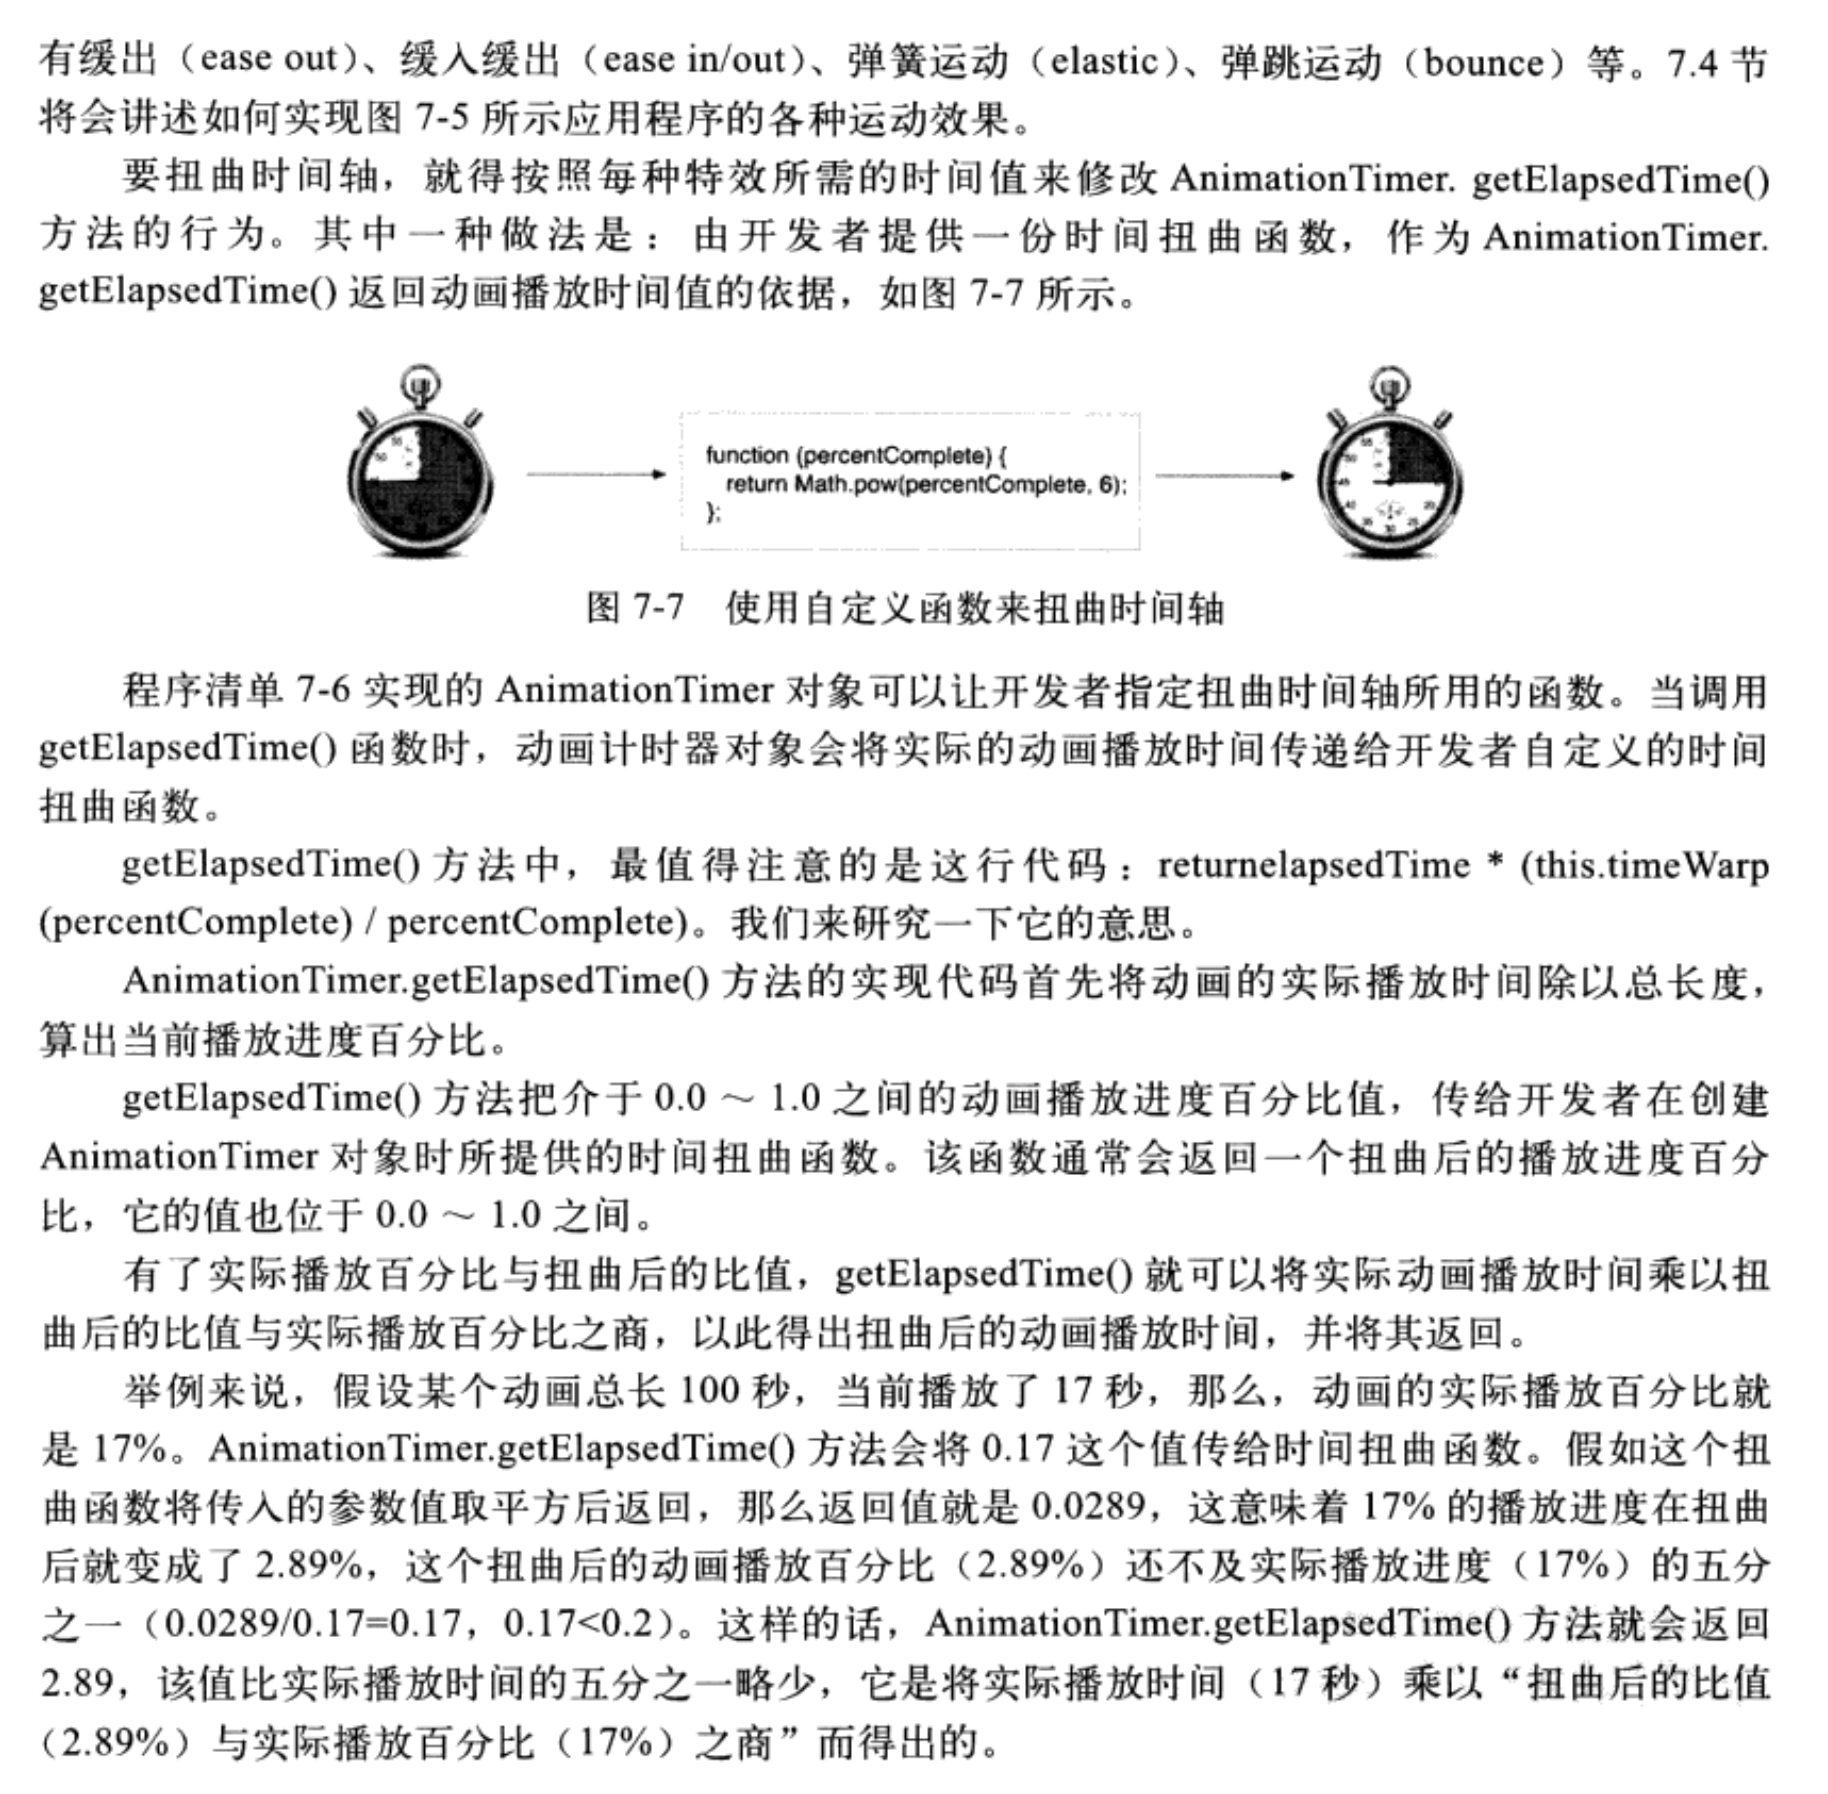 有缓出（ease out）、缓入缓出（ease in/out）、弹簧运动（elastic）、弹跳运动（bounce）等。7.4 节
将会讲述如何实现图 7-5 所示应用程序的各种运动效果。
要扭曲时间轴，就得按照每种特效所需的时间值来修改 AnimationTimer. getElapsedTime()
方法的行为。其中一种做法是：由开发者提供一份时间扭曲函数，作为 AnimationTimer.
getElapsedTime() 返回动画播放时间值的依据，如图 7-7 所示。
function (percentComplete) {
return Math.pow(percentComplete, 6);
};
图 7-7 使用自定义函数来扭曲时间轴
程序清单 7-6 实现的 AnimationTimer 对象可以让开发者指定扭曲时间轴所用的函数。当调用
getElapsedTime() 函数时，动画计时器对象会将实际的动画播放时间传递给开发者自定义的时间
扭曲函数。
getElapsedTime() 方法中，最值得注意的是这行代码：returnelapsedTime * (this.timeWarp
(percentComplete) / percentComplete)。我们来研究一下它的意思。
AnimationTimer.getElapsedTime() 方法的实现代码首先将动画的实际播放时间除以总长度，
算出当前播放进度百分比。
getElapsedTime() 方法把介于 0.0 ～ 1.0 之间的动画播放进度百分比值，传给开发者在创建
AnimationTimer 对象时所提供的时间扭曲函数。该函数通常会返回一个扭曲后的播放进度百分
比，它的值也位于 0.0 ～ 1.0 之间。
有了实际播放百分比与扭曲后的比值，getElapsedTime() 就可以将实际动画播放时间乘以扭
曲后的比值与实际播放百分比之商，以此得出扭曲后的动画播放时间，并将其返回。
举例来说，假设某个动画总长 100 秒，当前播放了 17 秒，那么，动画的实际播放百分比就
是 17%。AnimationTimer.getElapsedTime() 方法会将 0.17 这个值传给时间扭曲函数。假如这个扭
曲函数将传入的参数值取平方后返回，那么返回值就是 0.0289，这意味着 17% 的播放进度在扭曲
后就变成了 2.89%，这个扭曲后的动画播放百分比（2.89%）还不及实际播放进度（17%）的五分
之一（0.0289/0.17=0.17，0.17<0.2）。这样的话，AnimationTimer.getElapsedTime() 方法就会返回
2.89，该值比实际播放时间的五分之一略少，它是将实际播放时间（17 秒）乘以“扭曲后的比值
（2.89%）与实际播放百分比（17%）之商”而得出的。